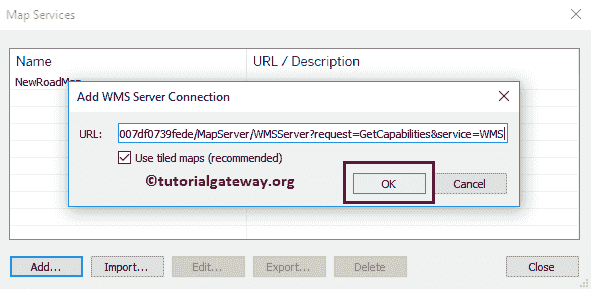 Map Services
Name URL / Description
NewRoadMap
Add WMS Server Connection
URL: 007df0739fede/MapServer/WMSServer?request=GetCapabilities&service=WMS
Use tiled maps (recommended)
©tutorialgateway.org
OK Cancel
Add... Import... Edit... Export... Delete Close